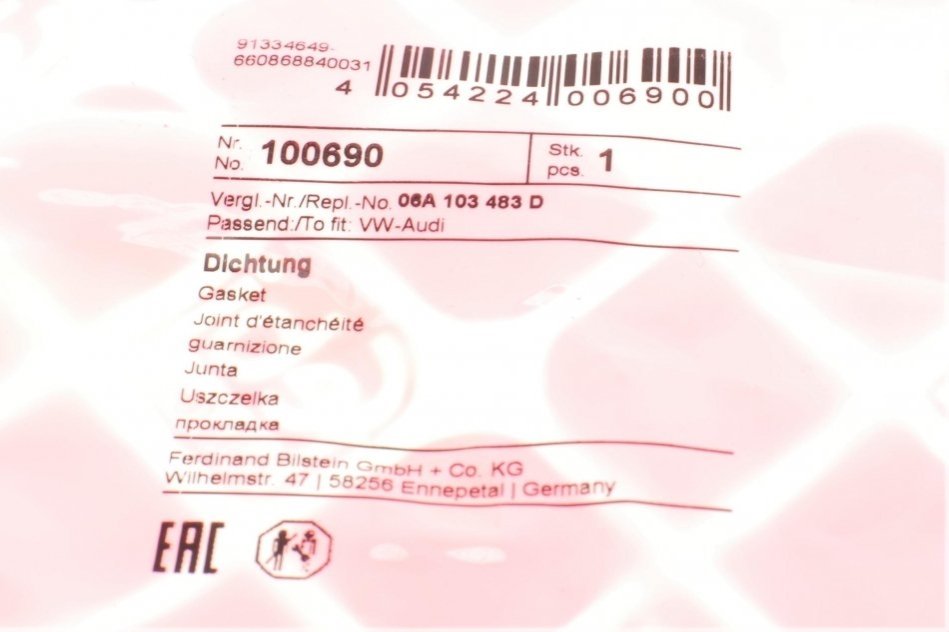 91334649-
660868840031
4 054224 006900
Nr.
No. 100690
Stk.
pcs. 1
Vergl.-Nr./Repl.-No. 06A 103 483 D
Passend:/To fit: VW-Audi
Dichtung
Gasket
Joint d'étanchéité
guarnizione
Junta
Uszczelka
прокладка
Ferdinand Bilstein GmbH + Co. KG
Wilhelmstr. 47 | 58256 Ennepetal | Germany
EAC